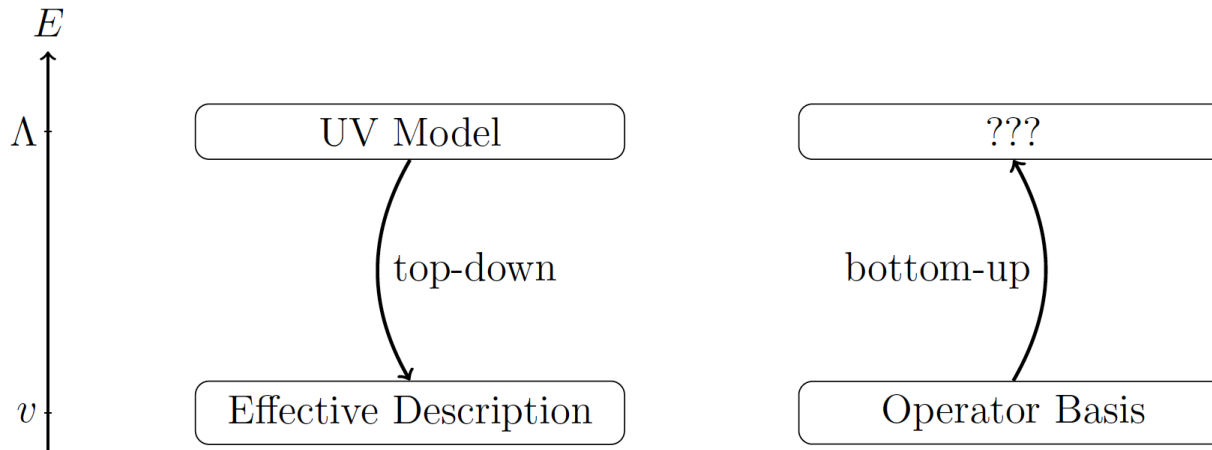 E
Λ
UV Model
???
top-down
bottom-up
v
Effective Description
Operator Basis